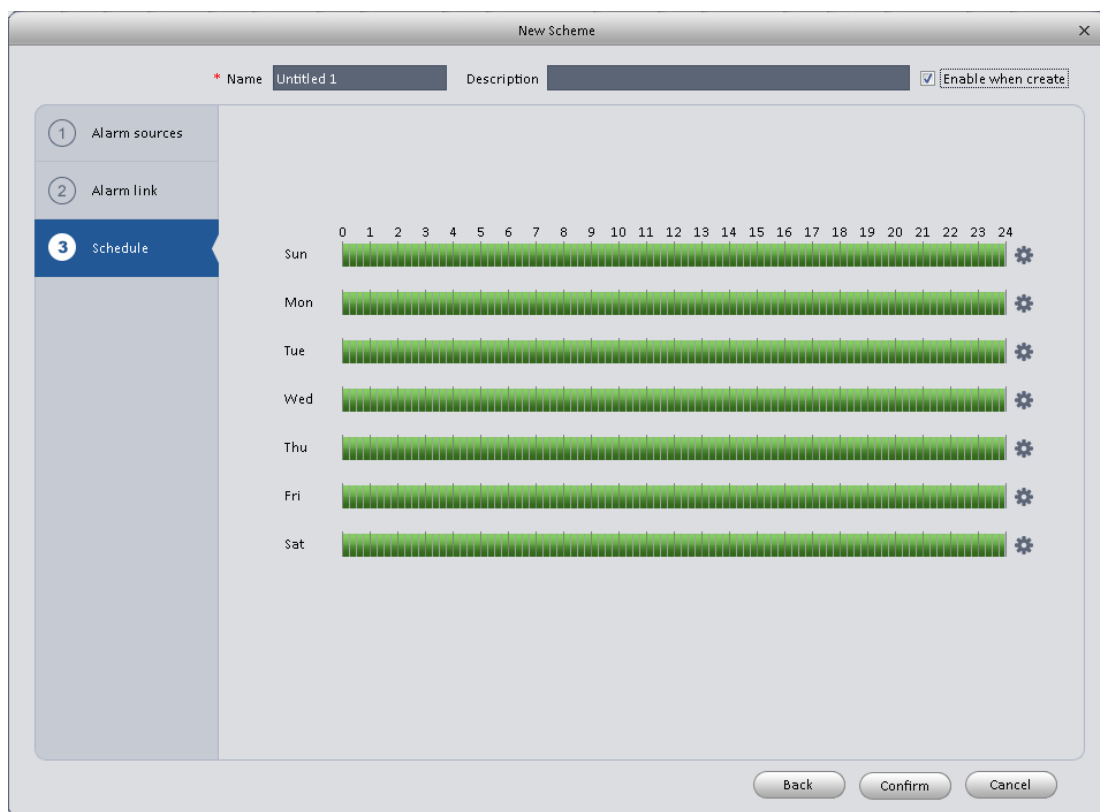 New Scheme
* Name Untitled 1 Description Enable when create
1 Alarm sources
2 Alarm link
3 Schedule
0 1 2 3 4 5 6 7 8 9 10 11 12 13 14 15 16 17 18 19 20 21 22 23 24
Sun
Mon
Tue
Wed
Thu
Fri
Sat
Back Confirm Cancel